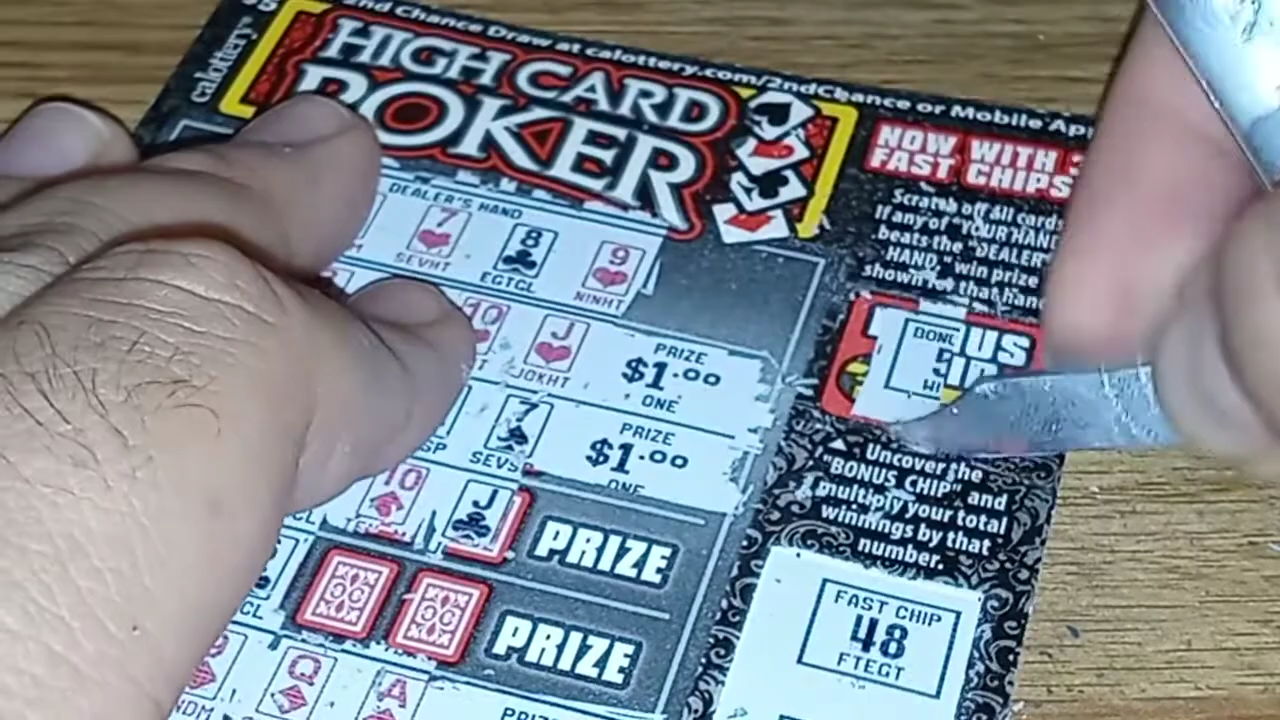 $5
calottery
2nd Chance Draw at calottery.com/2ndChance or Mobile
HIGH CARD
POKER
NOW WITH
FAST CHIPS
Scratch off all cards
If any of "YOUR HAND
beats the "DEALER
HAND," win prize
shown for that hand
DEALER'S HAND
7
SEVHT
8
EGTCL
9
NINHT
10
J
JOKHT
PRIZE
$1.00
ONE
7
PRIZE
$1.00
ONE
10
J
PRIZE
PRIZE
Q
A
Uncover the
"BONUS CHIP", and
multiply your total
winnings by that
number.
FAST CHIP
48
FTEGT